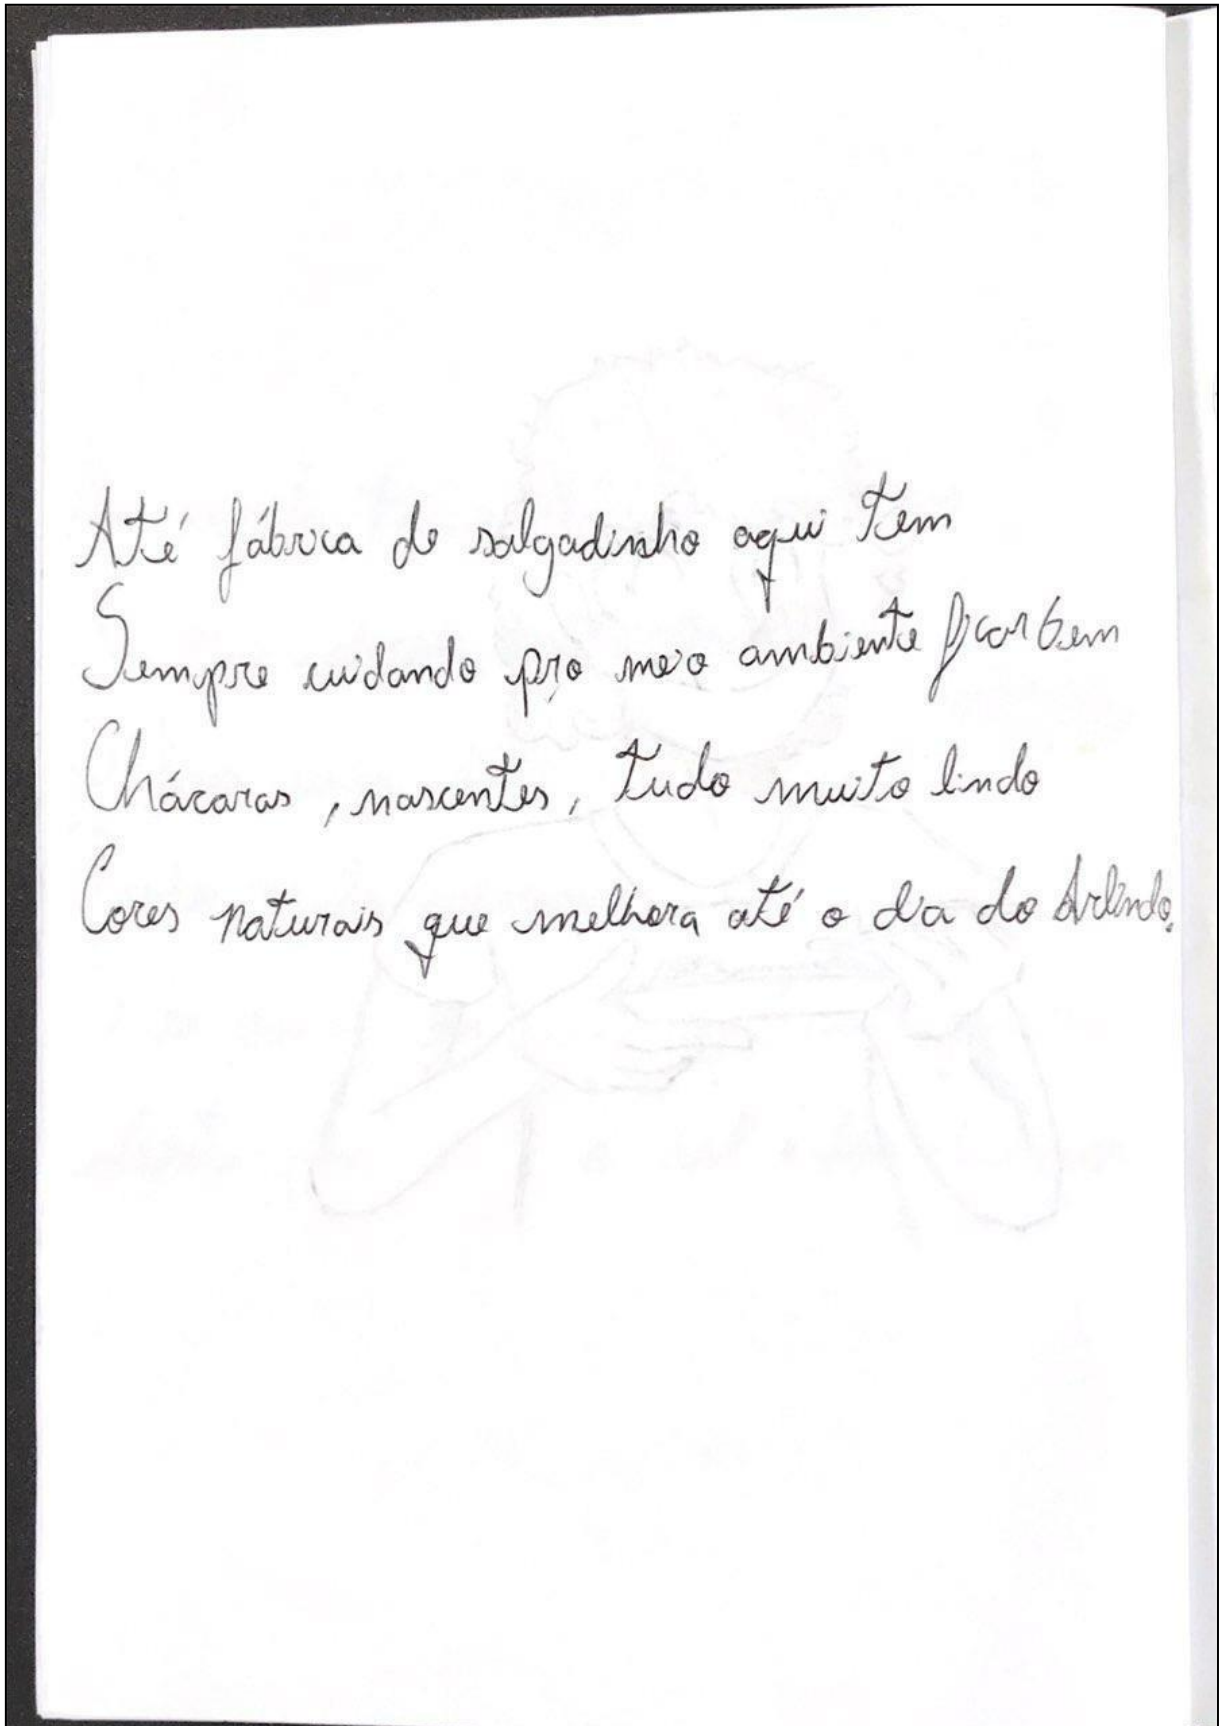 Até fábrica de salgadinho aqui tem
Sempre cuidando pro meio ambiente ficar bem
Chácaras, nascentes, tudo muito lindo
Cores naturais que melhora até o dia do Arlindo.